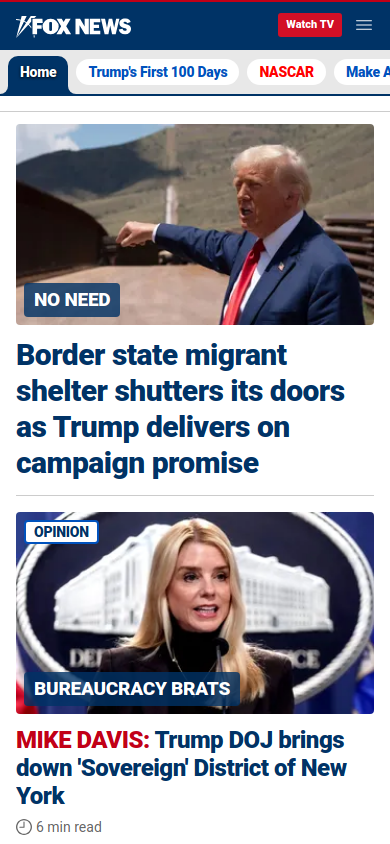 FOX NEWS
Watch TV
Home
Trump's First 100 Days
NASCAR
Make A
NO NEED
Border state migrant
shelter shutters its doors
as Trump delivers on
campaign promise
OPINION
DE
ICE
BUREAUCRACY BRATS
MIKE DAVIS: Trump DOJ brings
down 'Sovereign' District of New
York
6 min read